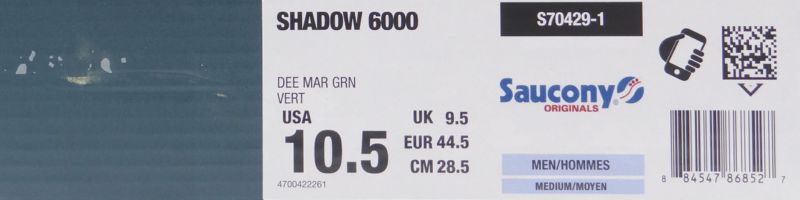 SHADOW 6000
S70429-1
DEE MAR GRN
VERT
USA
10.5
UK 9.5
EUR 44.5
CM 28.5
4700422261
Saucony
ORIGINALS
MEN/HOMMES
MEDIUM/MOYEN
8 84547 86852 7